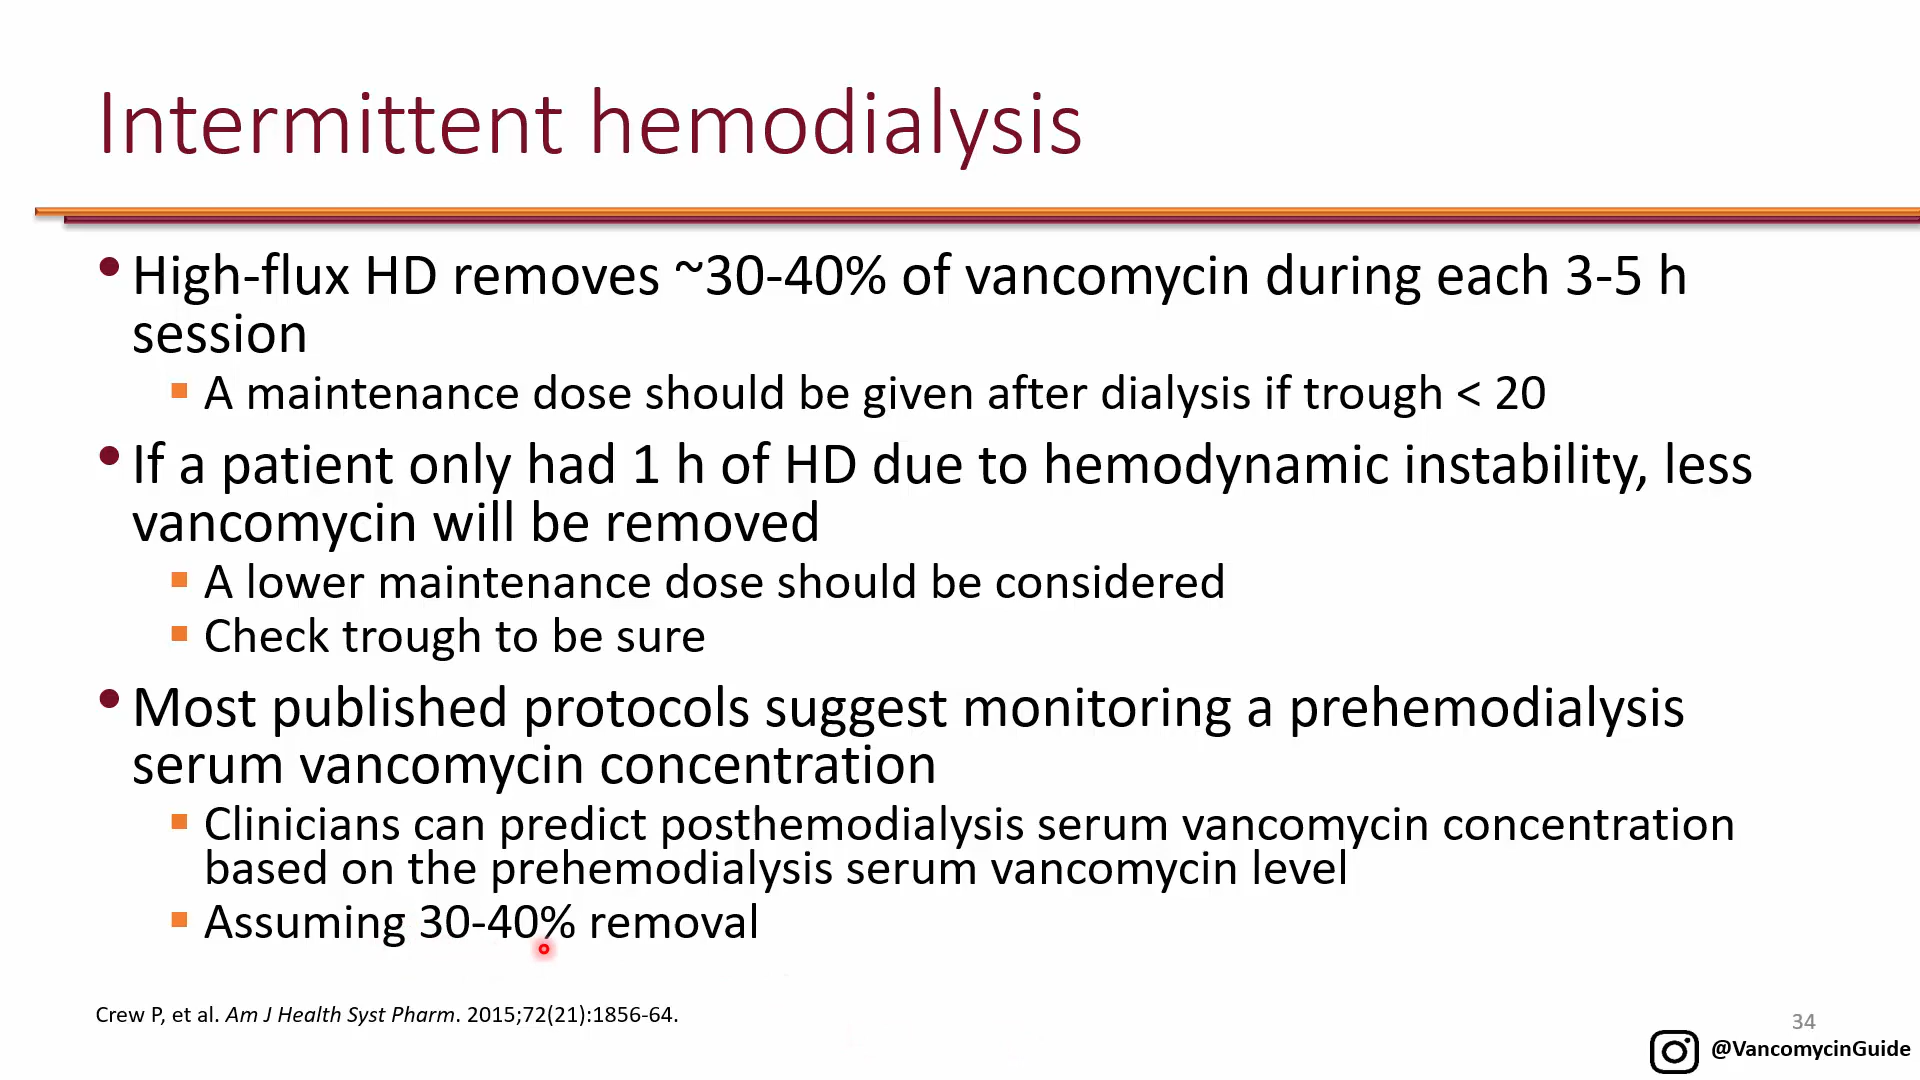 Intermittent hemodialysis
• High-flux HD removes ~30-40% of vancomycin during each 3-5 h
session
▪ A maintenance dose should be given after dialysis if trough < 20
• If a patient only had 1 h of HD due to hemodynamic instability, less
vancomycin will be removed
▪ A lower maintenance dose should be considered
▪ Check trough to be sure
• Most published protocols suggest monitoring a prehemodialysis
serum vancomycin concentration
▪ Clinicians can predict posthemodialysis serum vancomycin concentration
based on the prehemodialysis serum vancomycin level
▪ Assuming 30-40% removal
Crew P, et al. Am J Health Syst Pharm. 2015;72(21):1856-64.
34
@VancomycinGuide